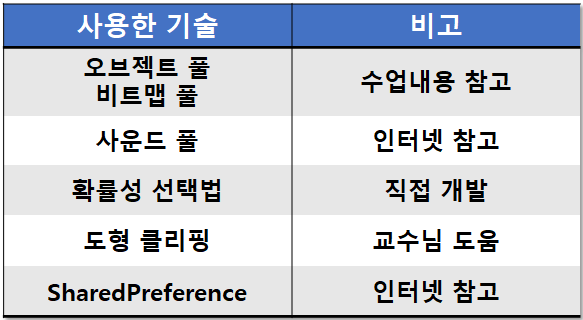 사용한 기술 비고
오브젝트 풀
비트맵 풀 수업내용 참고
사운드 풀 인터넷 참고
확률성 선택법 직접 개발
도형 클리핑 교수님 도움
SharedPreference 인터넷 참고